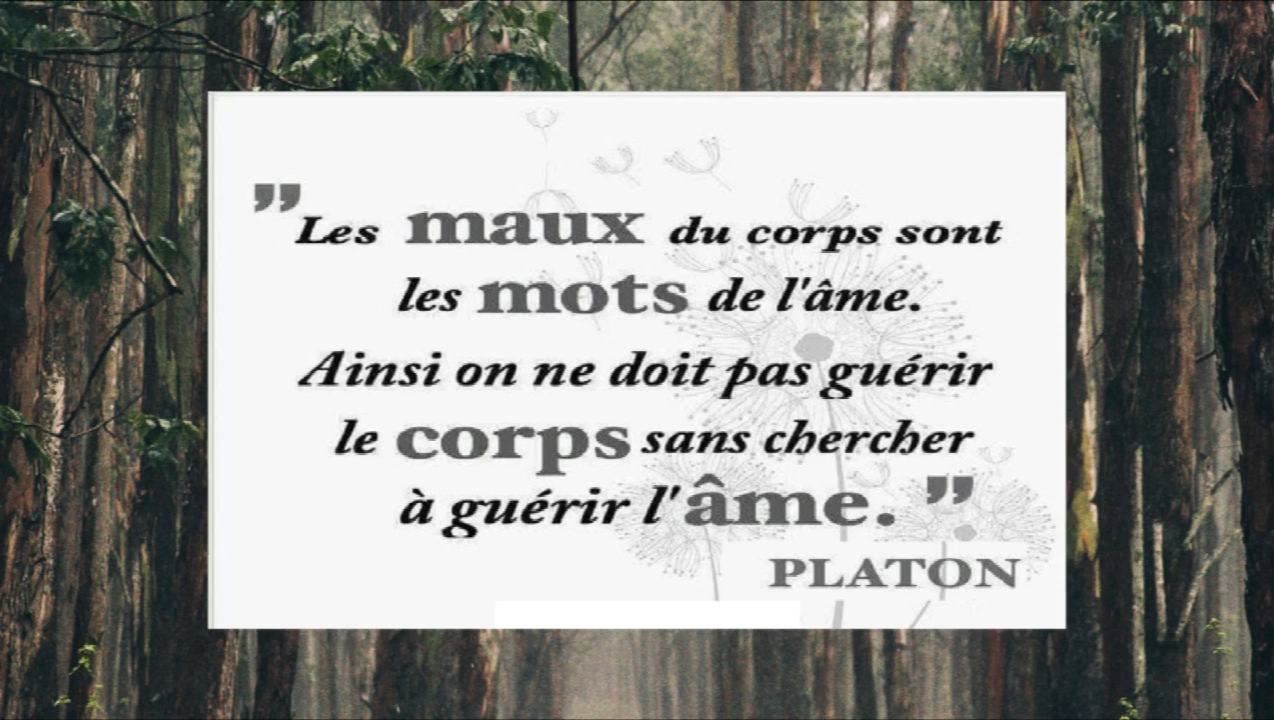 "Les maux du corps sont
les mots de l'âme.
Ainsi on ne doit pas guérir
le corps sans chercher
à guérir l'âme."
PLATON